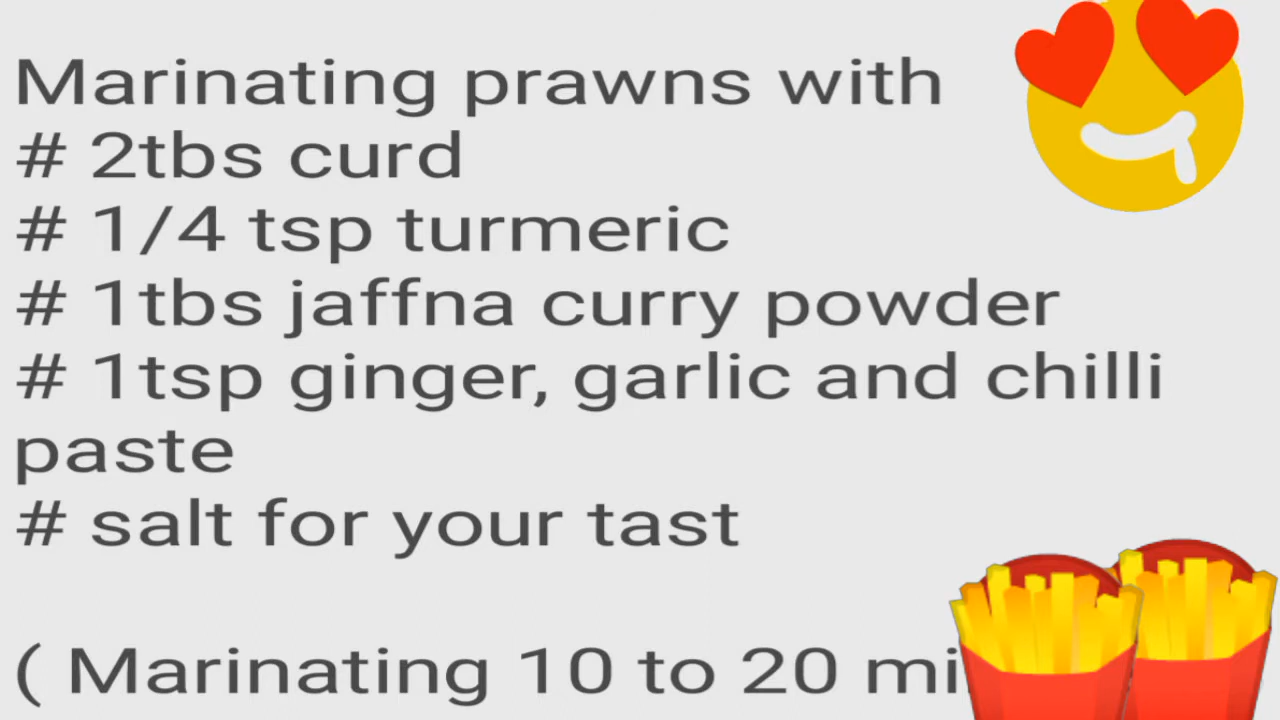 Marinating prawns with
# 2tbs curd
# 1/4 tsp turmeric
# 1tbs jaffna curry powder
# 1tsp ginger, garlic and chilli
paste
# salt for your tast
( Marinating 10 to 20